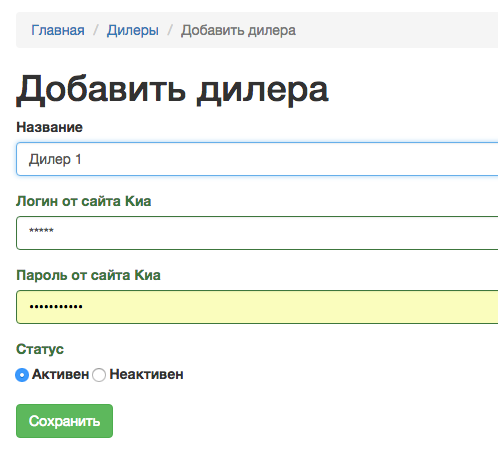 Главная / Дилеры / Добавить дилера
Добавить дилера
Название
Дилер 1
Логин от сайта Киа
*****
Пароль от сайта Киа
•••••••••••
Статус
Активен Неактивен
Сохранить